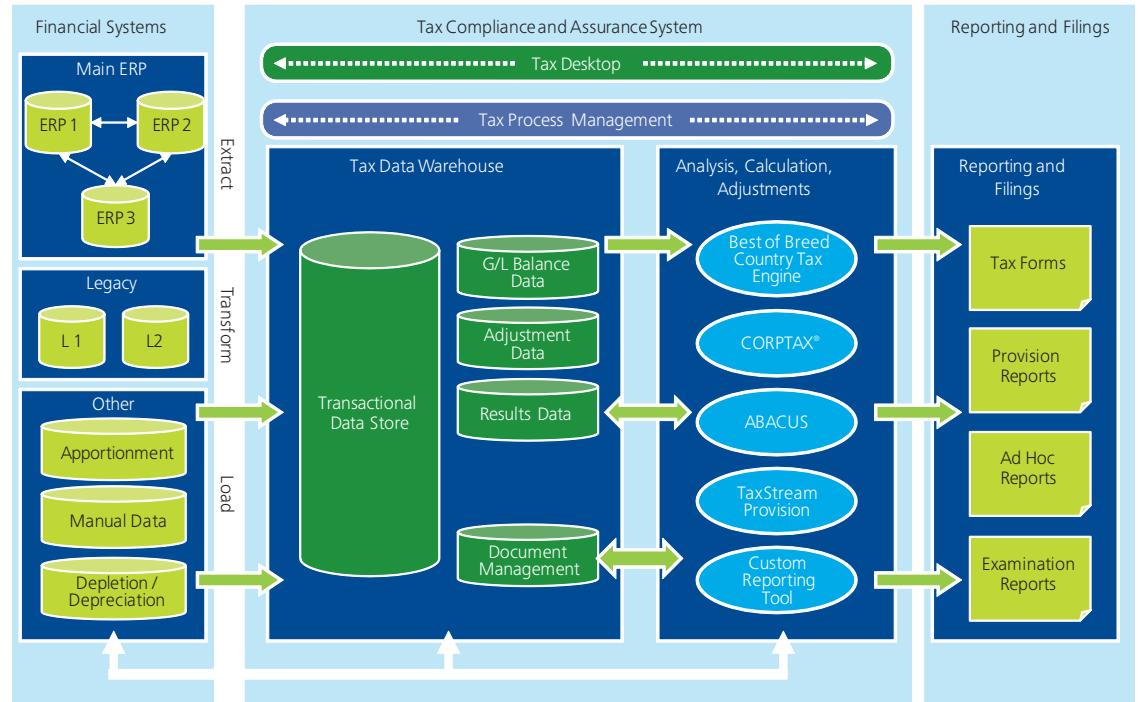 Financial Systems
Main ERP
ERP 1
ERP 2
ERP 3
Legacy
L 1
L2
Other
Apportionment
Manual Data
Depletion /
Depreciation
Extract
Transform
Load
Tax Compliance and Assurance System
Tax Desktop
Tax Process Management
Tax Data Warehouse
Transactional
Data Store
G/L Balance
Data
Adjustment
Data
Results Data
Document
Management
Analysis, Calculation,
Adjustments
Best of Breed
Country Tax
Engine
CORPTAX®
ABACUS
TaxStream
Provision
Custom
Reporting
Tool
Reporting and Filings
Reporting and
Filings
Tax Forms
Provision
Reports
Ad Hoc
Reports
Examination
Reports